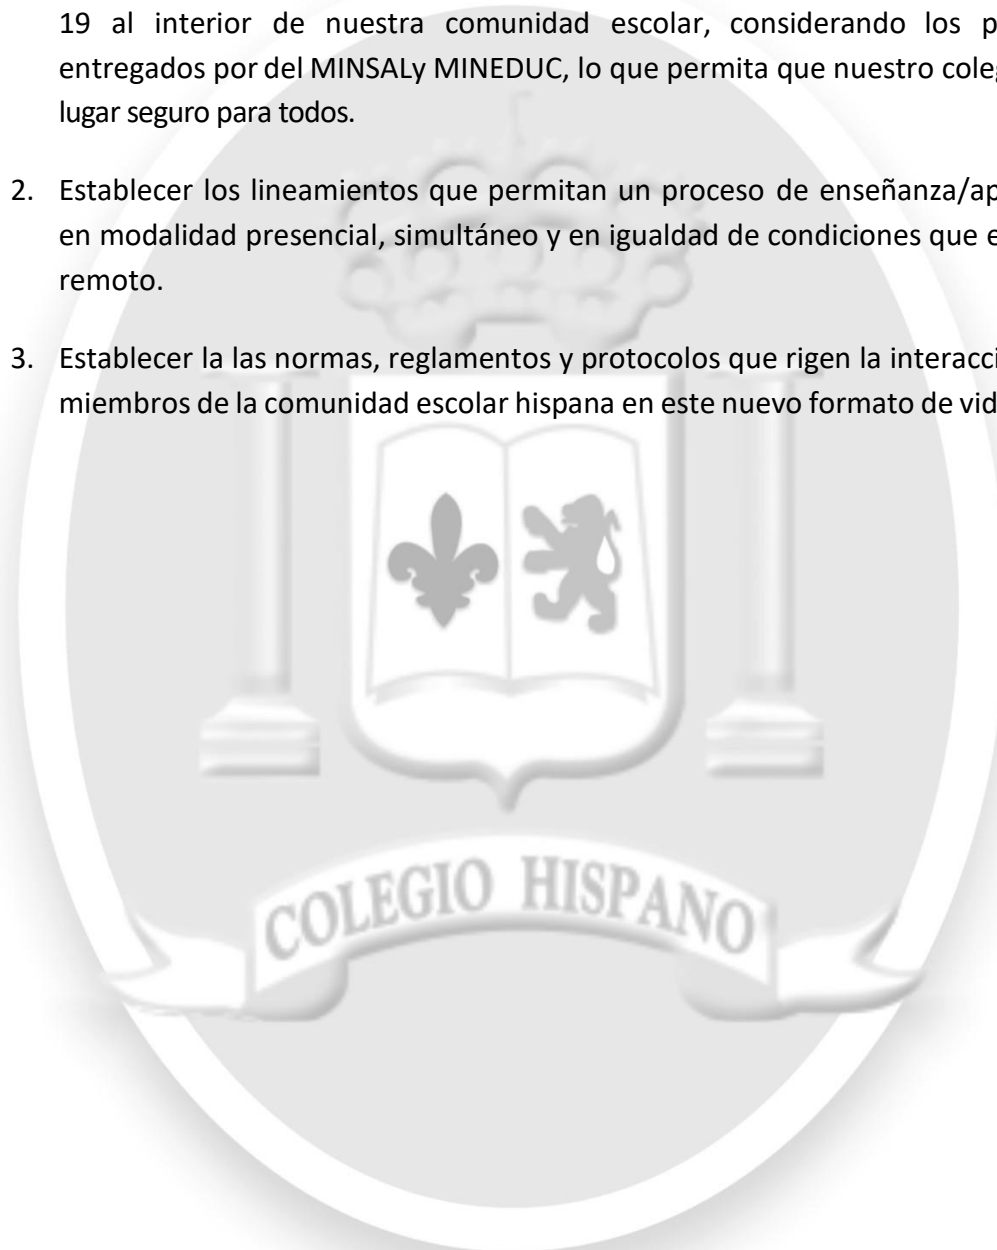 19 al interior de nuestra comunidad escolar, considerando los p
entregados por del MINSALy MINEDUC, lo que permita que nuestro coleg
lugar seguro para todos.
2. Establecer los lineamientos que permitan un proceso de enseñanza/ap
en modalidad presencial, simultáneo y en igualdad de condiciones que e
remoto.
3. Establecer la las normas, reglamentos y protocolos que rigen la interacci
miembros de la comunidad escolar hispana en este nuevo formato de vid
COLEGIO HISPANO